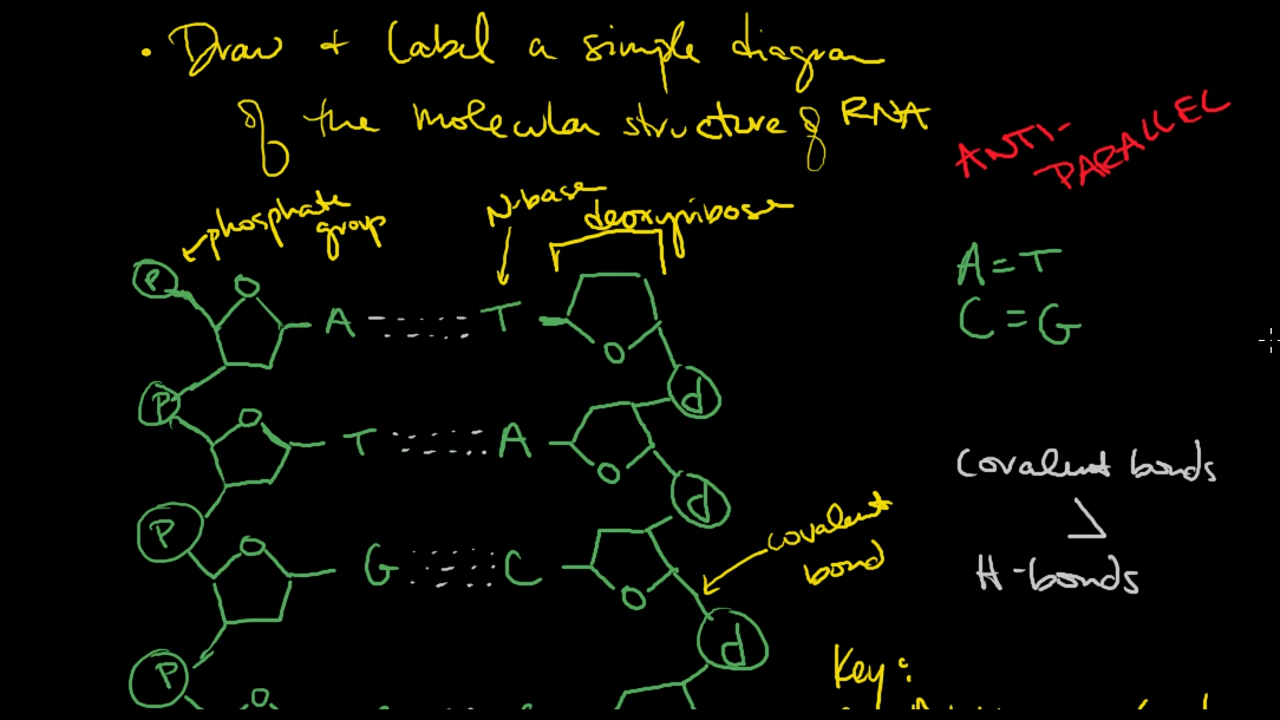 • Draw + Label a simple diagram
of the molecular structure of RNA
ANTI-
PARALLEL
phosphate
group
N-base
deoxyribose
P
O
A
T
O
A = T
C = G
P
d
O
T
A
O
covalent bonds
>
H-bonds
P
d
O
G
C
O
covalent
bond
P
d
O
Key: